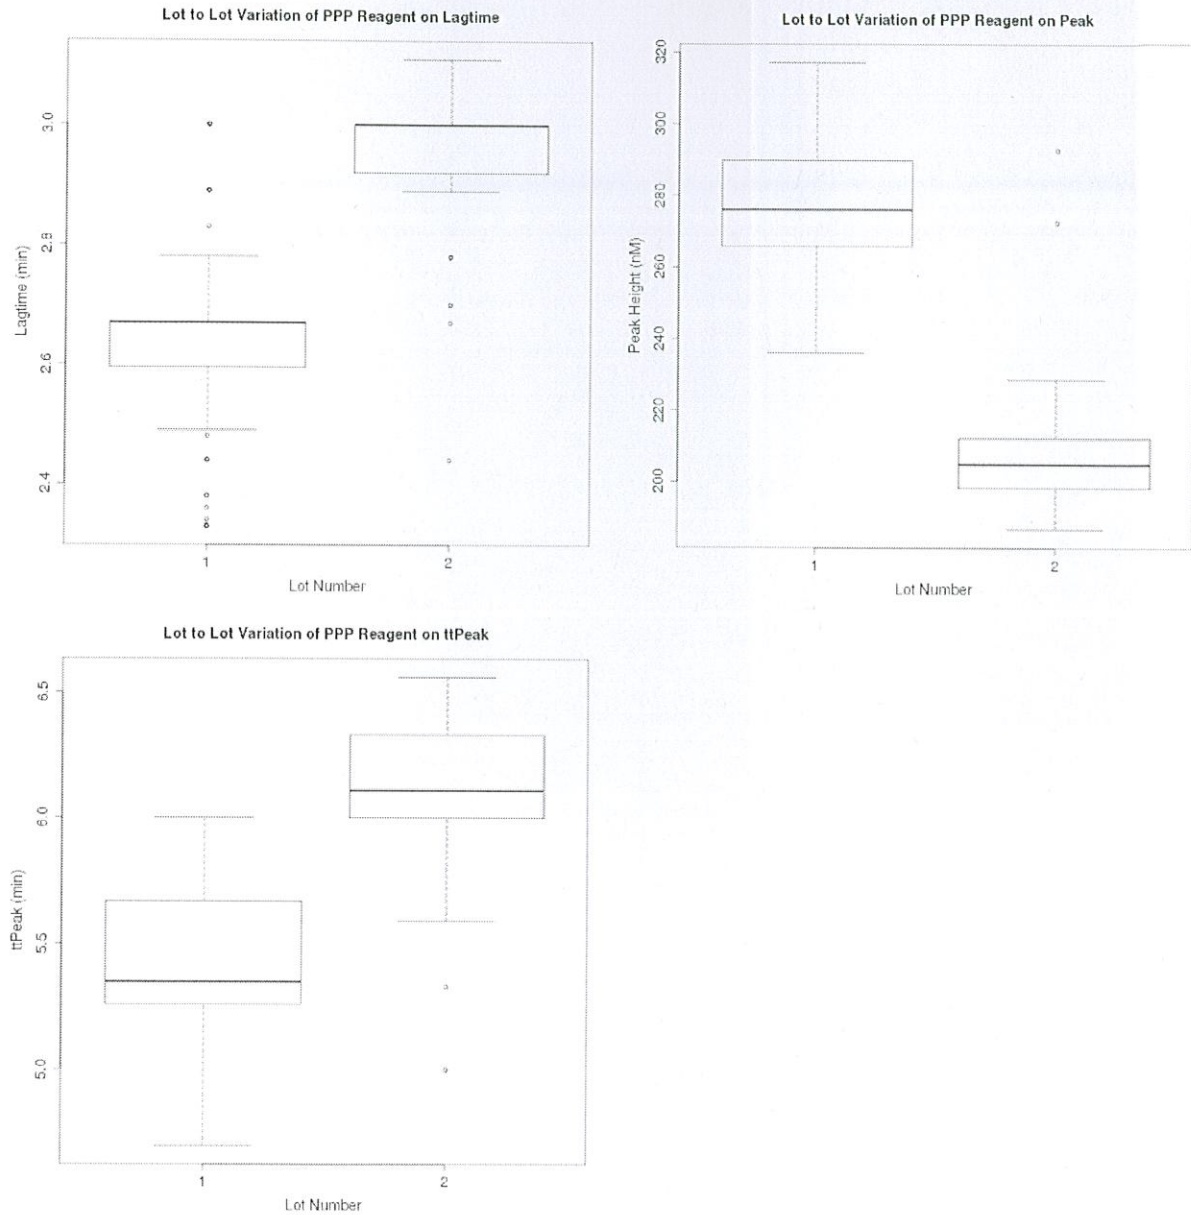 Lot to Lot Variation of PPP Reagent on Lagtime
3.0
2.8
2.6
2.4
Lagtime (min)
1
2
Lot Number
Lot to Lot Variation of PPP Reagent on Peak
320
300
280
260
240
220
200
Peak Height (nM)
1
2
Lot Number
Lot to Lot Variation of PPP Reagent on ttPeak
6.5
6.0
5.5
5.0
ttPeak (min)
1
2
Lot Number